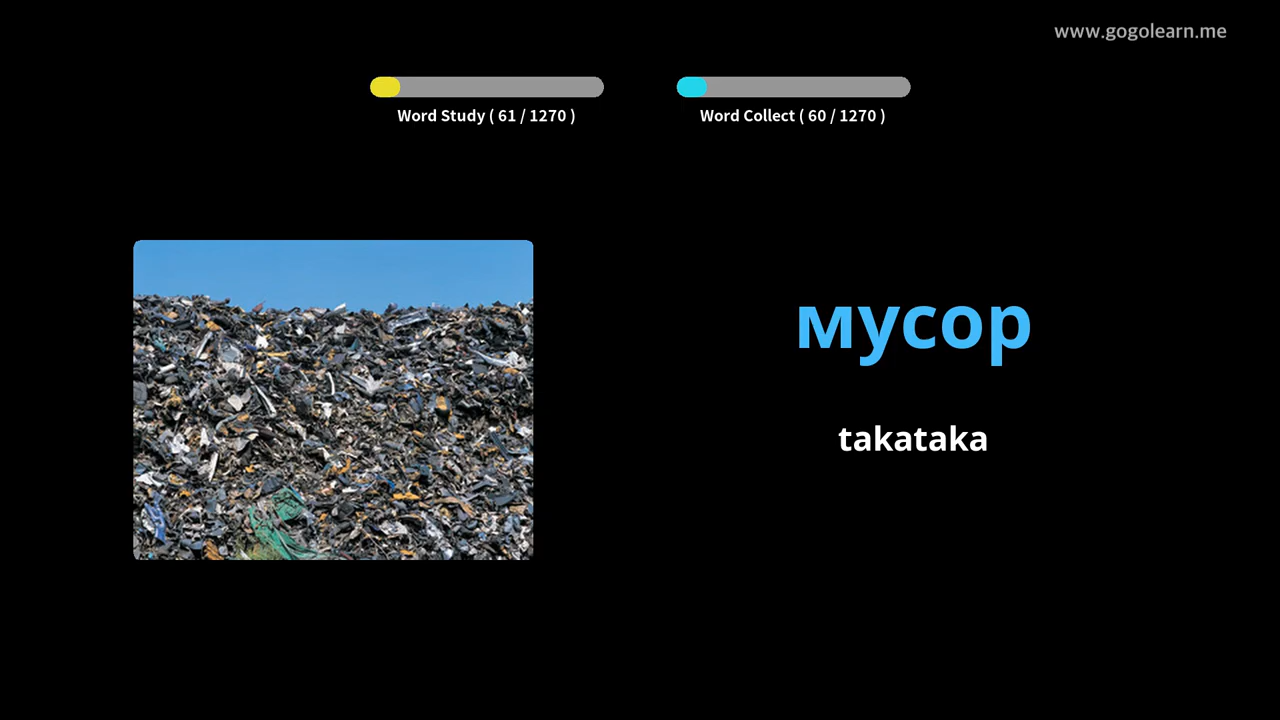 www.gogolearn.me
Word Study ( 61 / 1270 )
Word Collect ( 60 / 1270 )
мусор
takataka